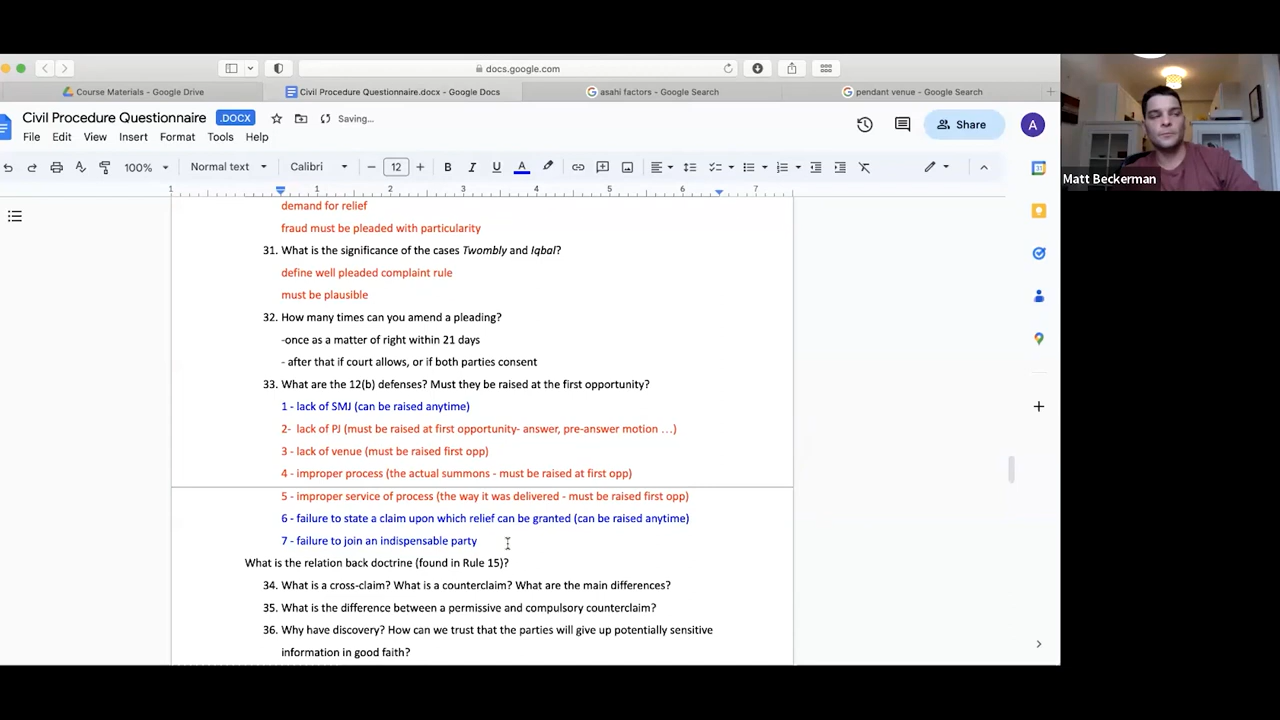 docs.google.com
Course Materials – Google Drive
Civil Procedure Questionnaire.docx - Google Docs
asahi factors - Google Search
pendant venue - Google Search
Civil Procedure Questionnaire
.DOCX
Saving...
File Edit View Insert Format Tools Help
Share
A
100%
Normal text
Calibri
12
B I U A
1 1 2 3 4 5 6 7
demand for relief
fraud must be pleaded with particularity
31. What is the significance of the cases Twombly and Iqbal?
define well pleaded complaint rule
must be plausible
32. How many times can you amend a pleading?
-once as a matter of right within 21 days
- after that if court allows, or if both parties consent
33. What are the 12(b) defenses? Must they be raised at the first opportunity?
1 - lack of SMJ (can be raised anytime)
2- lack of PJ (must be raised at first opportunity- answer, pre-answer motion ...)
3 - lack of venue (must be raised first opp)
4 - improper process (the actual summons - must be raised at first opp)
5 - improper service of process (the way it was delivered - must be raised first opp)
6 - failure to state a claim upon which relief can be granted (can be raised anytime)
7 - failure to join an indispensable party
What is the relation back doctrine (found in Rule 15)?
34. What is a cross-claim? What is a counterclaim? What are the main differences?
35. What is the difference between a permissive and compulsory counterclaim?
36. Why have discovery? How can we trust that the parties will give up potentially sensitive
information in good faith?
Matt Beckerman